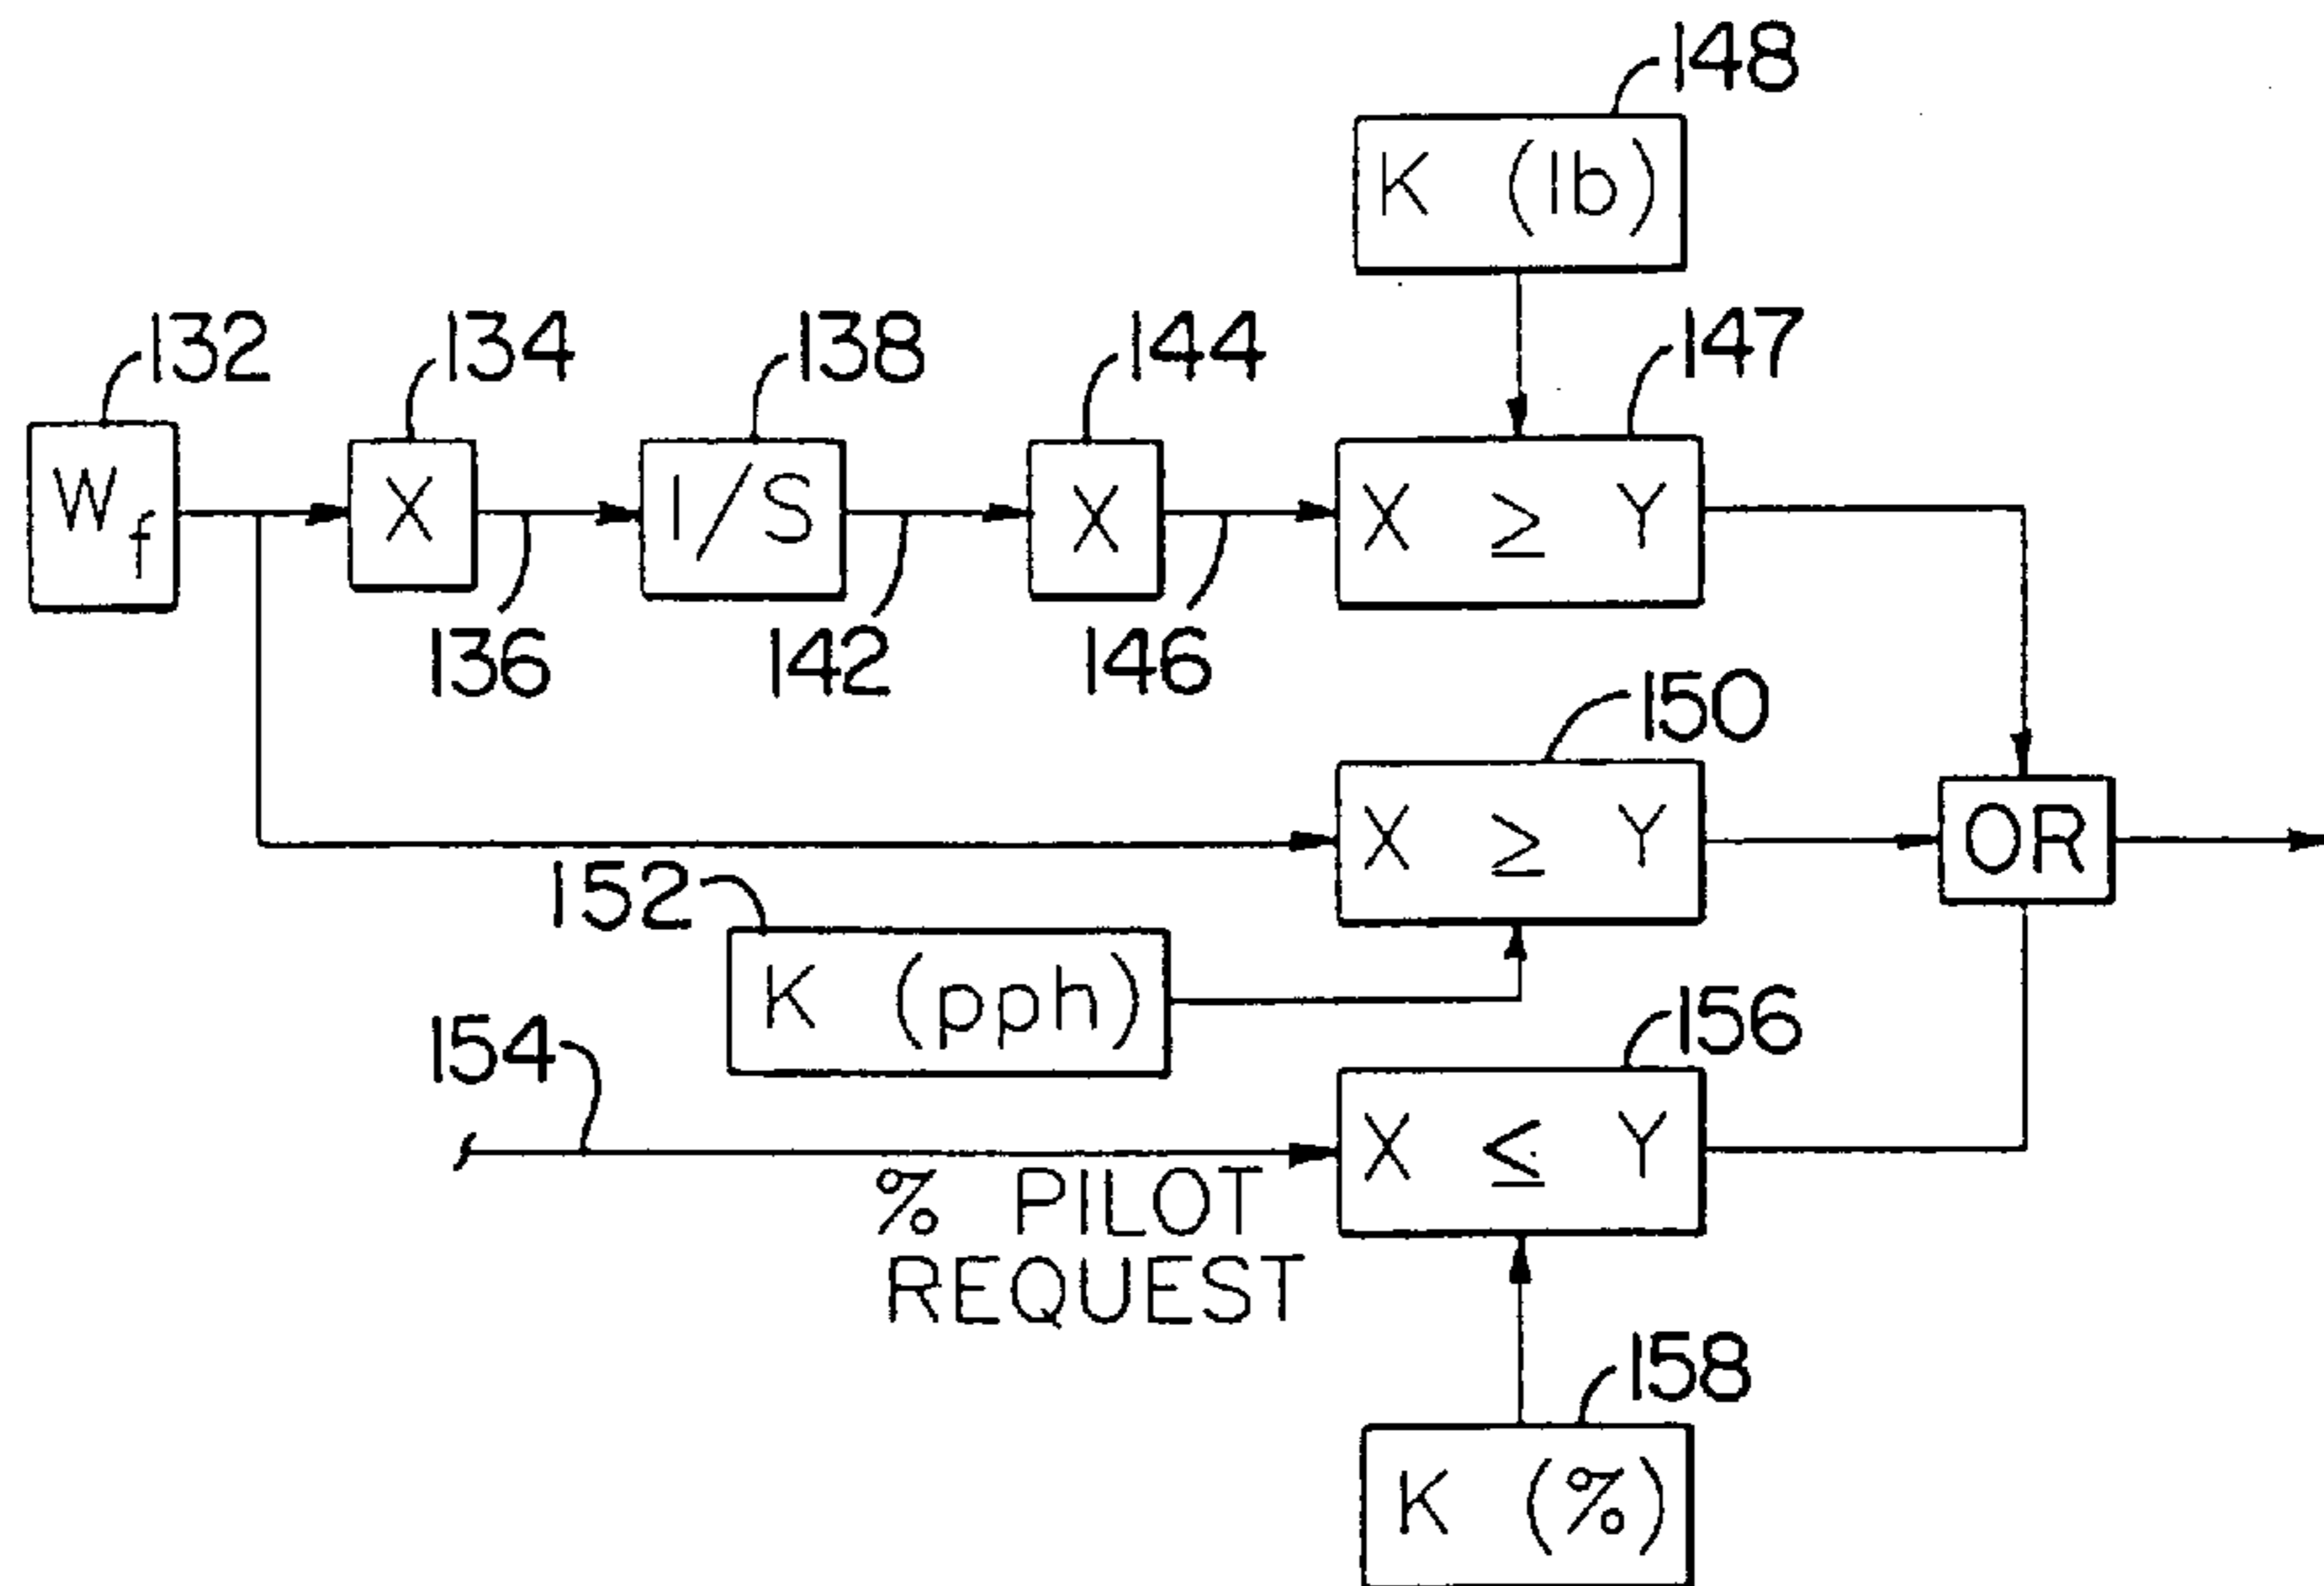 148
K (lb)
132
134
138
144
147
Wf
X
1/S
X
X ≥ Y
136
142
146
150
X ≥ Y
OR
152
K (pph)
154
156
X ≤ Y
% PILOT
REQUEST
158
K (%)